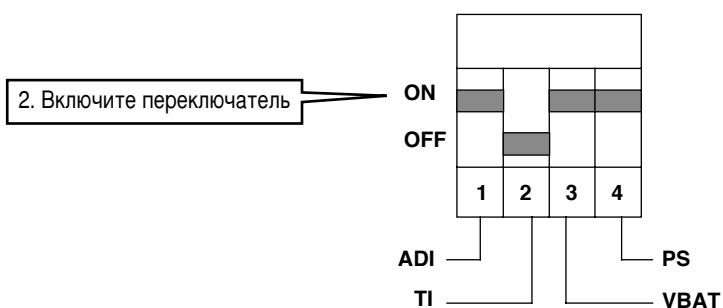 2. Включите переключатель
ON
OFF
1 2 3 4
ADI PS
TI VBAT